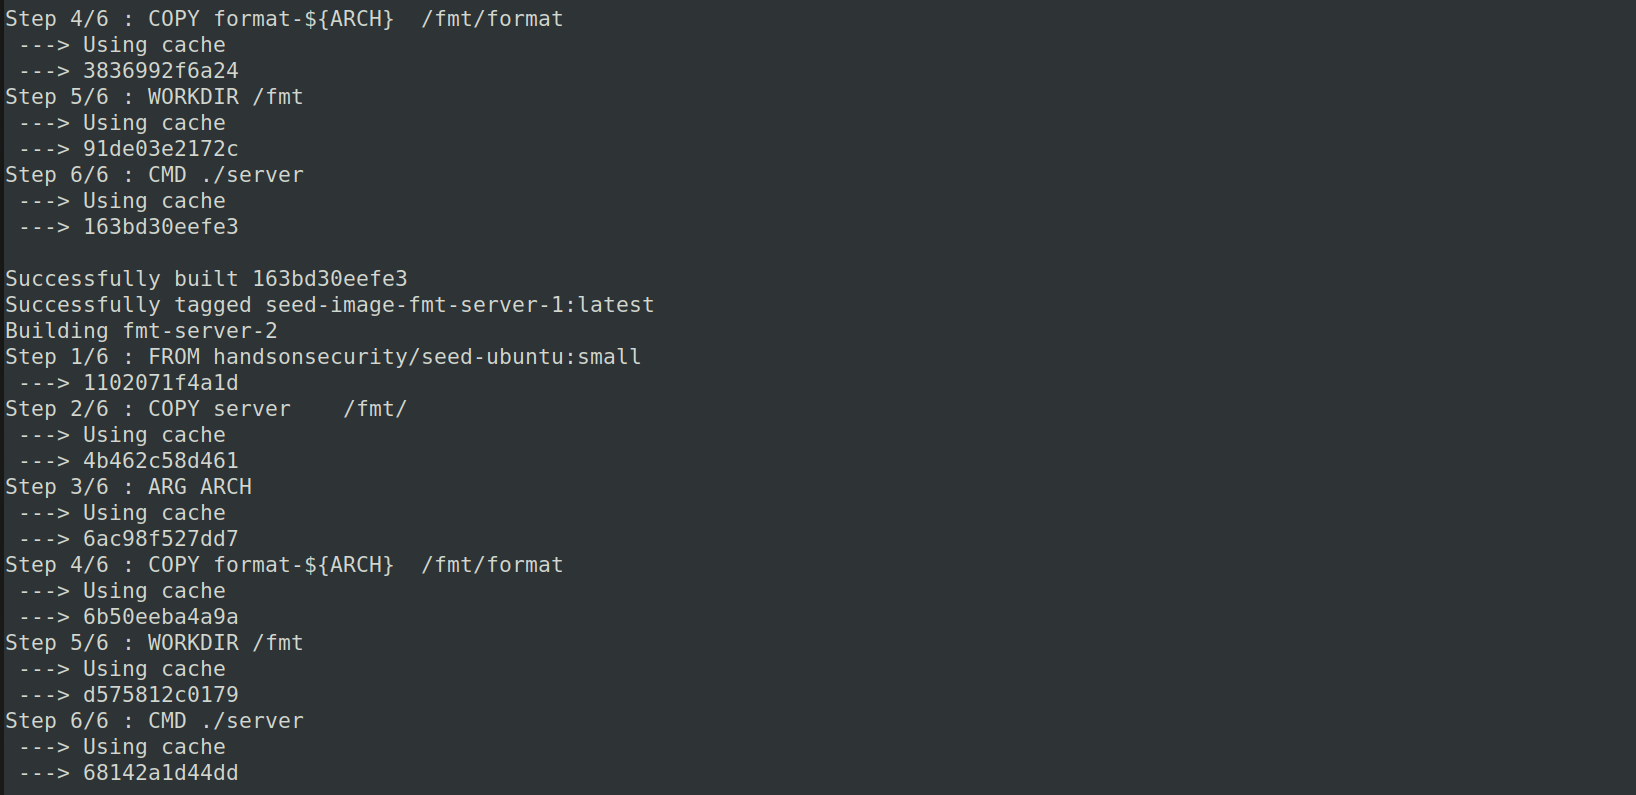 Step 4/6 : COPY format-${ARCH}  /fmt/format
 ---> Using cache
 ---> 3836992f6a24
Step 5/6 : WORKDIR /fmt
 ---> Using cache
 ---> 91de03e2172c
Step 6/6 : CMD ./server
 ---> Using cache
 ---> 163bd30eefe3

Successfully built 163bd30eefe3
Successfully tagged seed-image-fmt-server-1:latest
Building fmt-server-2
Step 1/6 : FROM handsonsecurity/seed-ubuntu:small
 ---> 1102071f4a1d
Step 2/6 : COPY server    /fmt/
 ---> Using cache
 ---> 4b462c58d461
Step 3/6 : ARG ARCH
 ---> Using cache
 ---> 6ac98f527dd7
Step 4/6 : COPY format-${ARCH}  /fmt/format
 ---> Using cache
 ---> 6b50eeba4a9a
Step 5/6 : WORKDIR /fmt
 ---> Using cache
 ---> d575812c0179
Step 6/6 : CMD ./server
 ---> Using cache
 ---> 68142a1d44dd